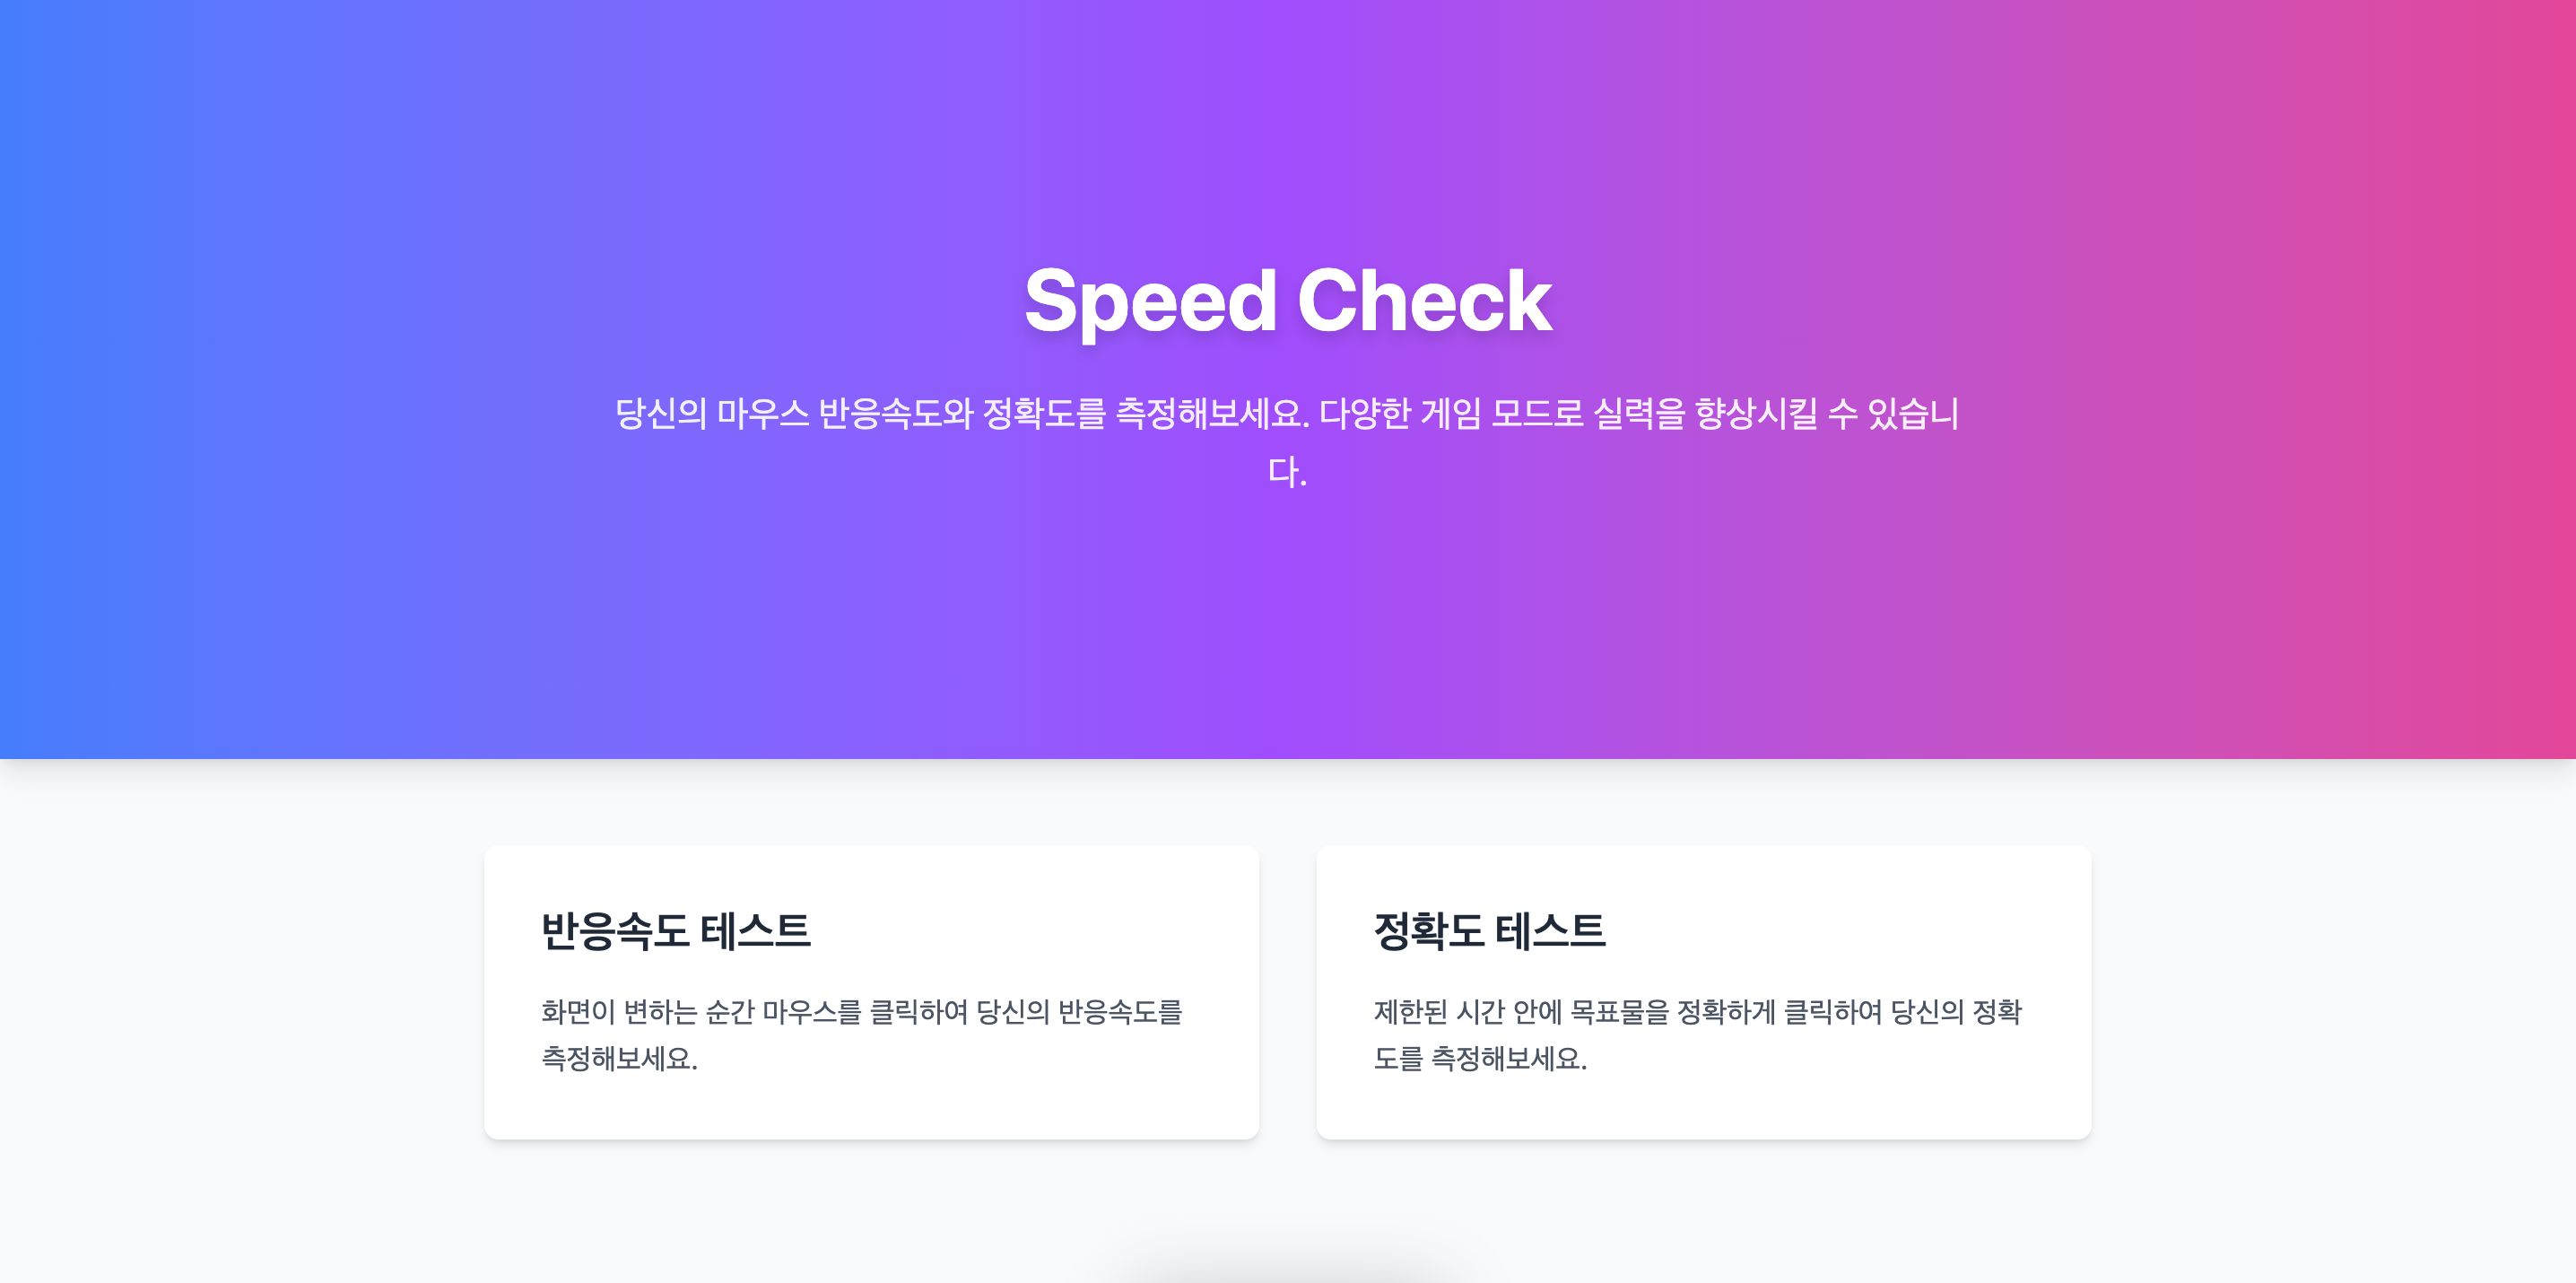 Speed Check
당신의 마우스 반응속도와 정확도를 측정해보세요. 다양한 게임 모드로 실력을 향상시킬 수 있습니
다.
반응속도 테스트
화면이 변하는 순간 마우스를 클릭하여 당신의 반응속도를
측정해보세요.
정확도 테스트
제한된 시간 안에 목표물을 정확하게 클릭하여 당신의 정확
도를 측정해보세요.